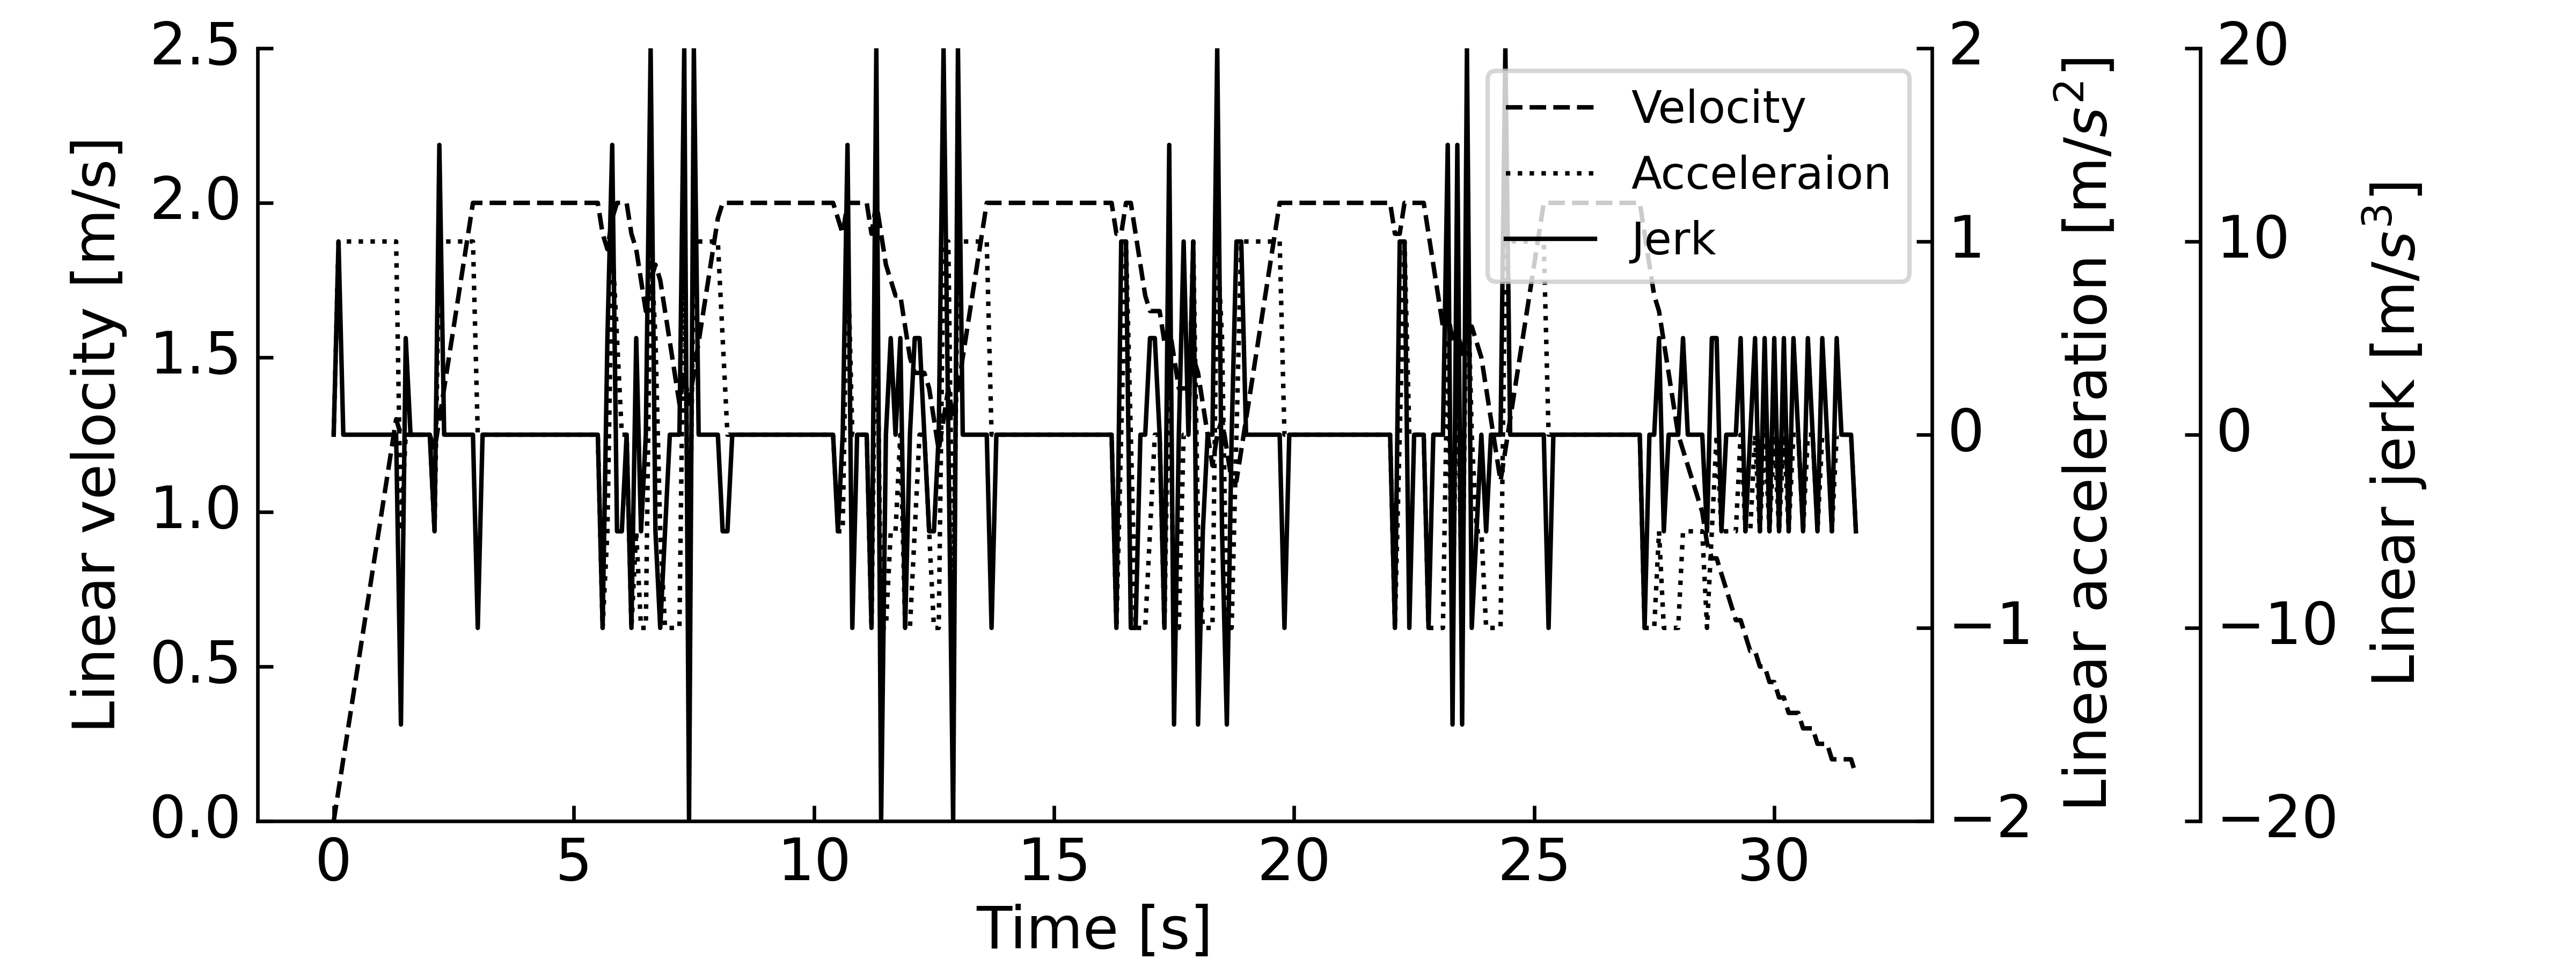 Linear velocity [m/s]
2.5
2.0
1.5
1.0
0.5
0.0
0 5 10 15 20 25 30
Time [s]
Velocity
Acceleraion
Jerk
2
1
0
−1
−2
Linear acceleration [m/s²]
20
10
0
−10
−20
Linear jerk [m/s³]